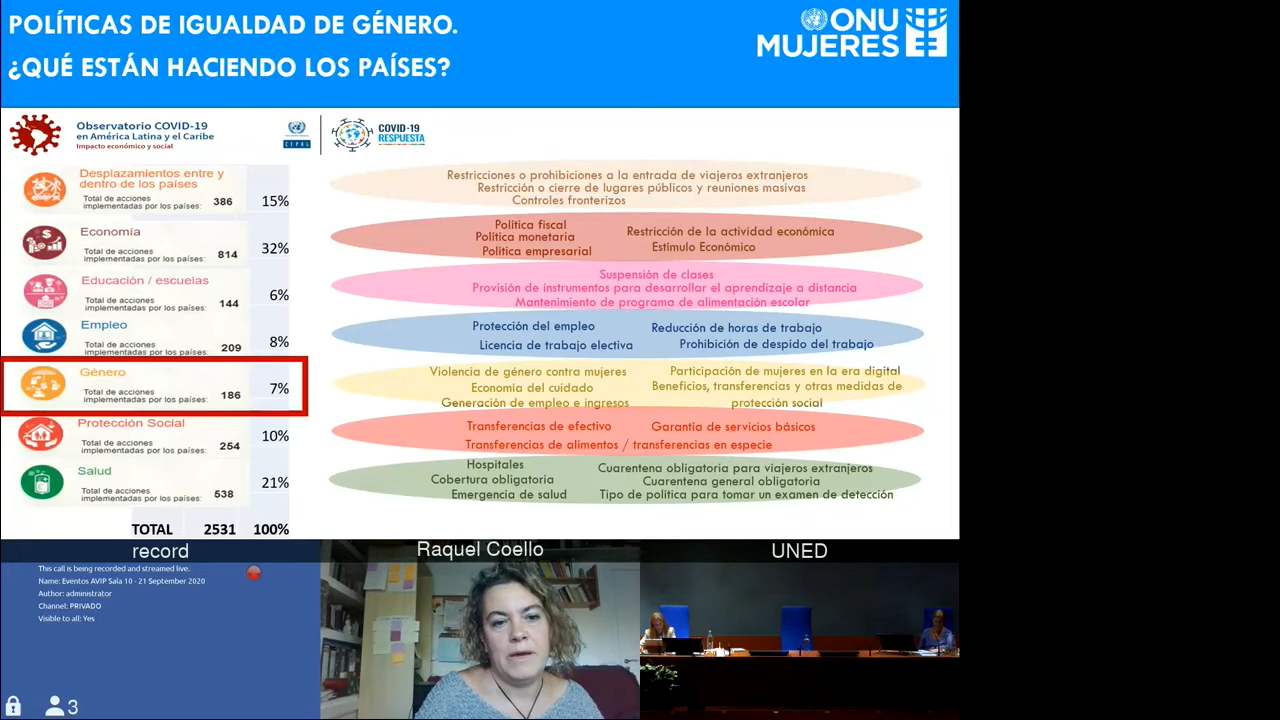 POLÍTICAS DE IGUALDAD DE GÉNERO.
¿QUÉ ESTÁN HACIENDO LOS PAÍSES?
ONU
MUJERES
Observatorio COVID-19
en América Latina y el Caribe
Impacto económico y social
CEPAL
COVID-19
RESPUESTA
Desplazamientos entre y
dentro de los países
Total de acciones
implementadas por los países: 386 15%
Restricciones o prohibiciones a la entrada de viajeros extranjeros
Restricción o cierre de lugares públicos y reuniones masivas
Controles fronterizos
Economía
Total de acciones
implementadas por los países: 814 32%
Política fiscal
Política monetaria
Política empresarial
Restricción de la actividad económica
Estímulo Económico
Educación / escuelas
Total de acciones
implementadas por los países: 144 6%
Suspensión de clases
Provisión de instrumentos para desarrollar el aprendizaje a distancia
Mantenimiento de programa de alimentación escolar
Empleo
Total de acciones
implementadas por los países: 209 8%
Protección del empleo
Licencia de trabajo electiva
Reducción de horas de trabajo
Prohibición de despido del trabajo
Género
Total de acciones
implementadas por los países: 186 7%
Violencia de género contra mujeres
Economía del cuidado
Generación de empleo e ingresos
Participación de mujeres en la era digital
Beneficios, transferencias y otras medidas de
protección social
Protección Social
Total de acciones
implementadas por los países: 254 10%
Transferencias de efectivo
Garantía de servicios básicos
Transferencias de alimentos / transferencias en especie
Salud
Total de acciones
implementadas por los países: 538 21%
Hospitales
Cobertura obligatoria
Emergencia de salud
Cuarentena obligatoria para viajeros extranjeros
Cuarentena general obligatoria
Tipo de política para tomar un examen de detección
TOTAL 2531 100%
record
This call is being recorded and streamed live.
Name: Eventos AVIP Sala 10 - 21 September 2020
Author: administrator
Channel: PRIVADO
Visible to all: Yes
3
Raquel Coello
UNED